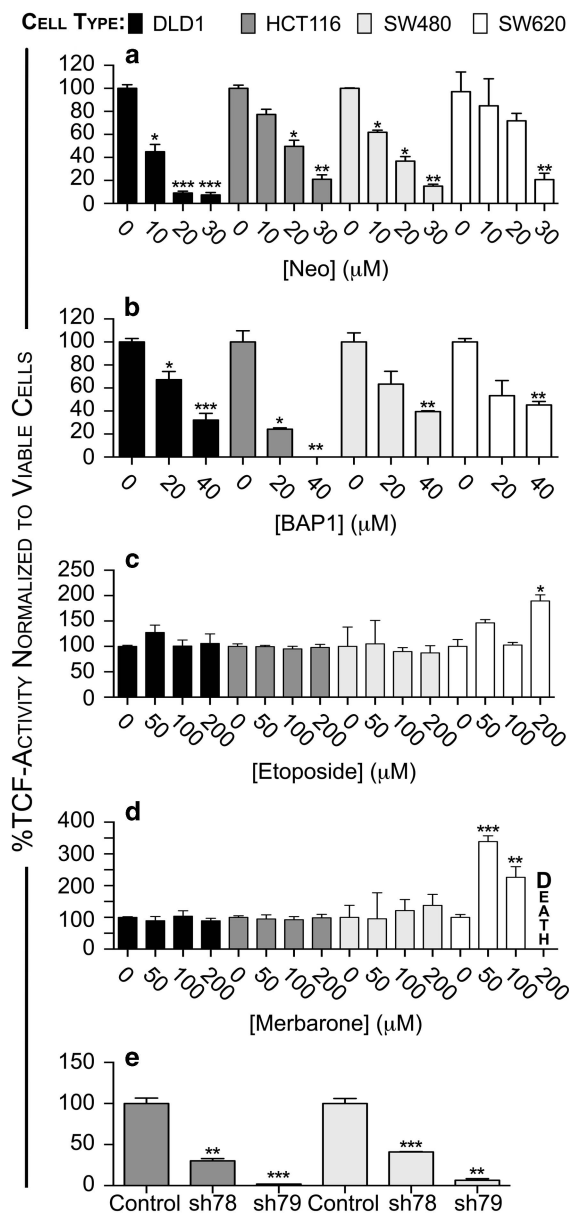 CELL TYPE: DLD1 HCT116 SW480 SW620
%TCF-ACTIVITY NORMALIZED TO VIABLE CELLS
a
120
100
80
60
40
20
0
* *** *** * ** * * ** **
0 10 20 30 0 10 20 30 0 10 20 30 0 10 20 30
[Neo] (μM)
b
120
100
80
60
40
20
0
* *** * ** ** **
0 20 40 0 20 40 0 20 40 0 20 40
[BAP1] (μM)
c
250
200
150
100
50
0
*
0 50 100 200 0 50 100 200 0 50 100 200 0 50 100 200
[Etoposide] (μM)
d
400
300
200
100
0
*** **
DEATH
0 50 100 200 0 50 100 200 0 50 100 200 0 50 100 200
[Merbarone] (μM)
e
150
100
50
0
** *** *** **
Control sh78 sh79 Control sh78 sh79